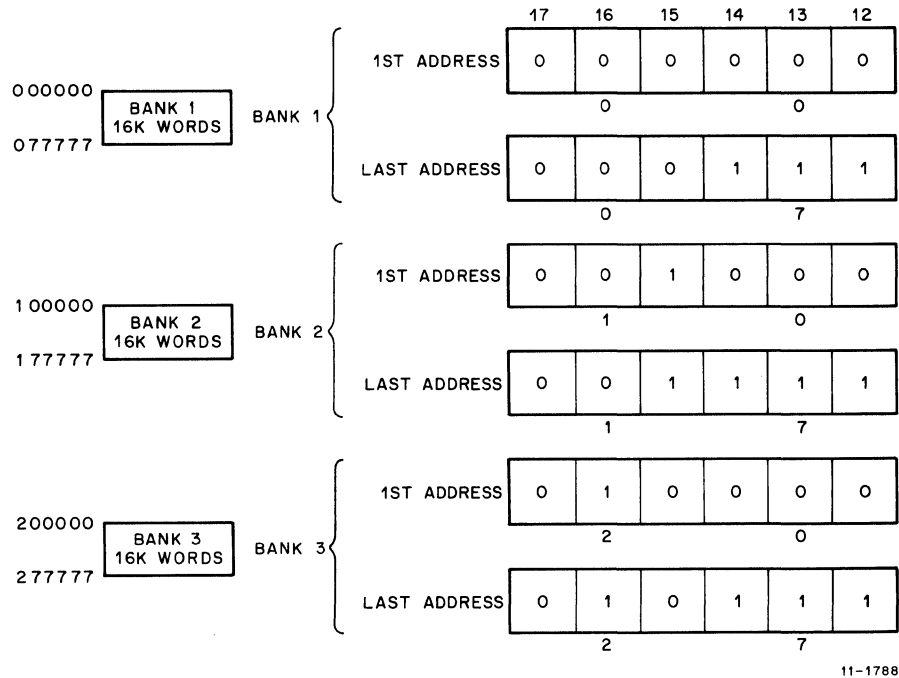 17 16 15 14 13 12
1ST ADDRESS 0 0 0 0 0 0
0 0
000000
BANK 1
16K WORDS
077777
BANK 1
LAST ADDRESS 0 0 0 1 1 1
0 7
1ST ADDRESS 0 0 1 0 0 0
1 0
100000
BANK 2
16K WORDS
177777
BANK 2
LAST ADDRESS 0 0 1 1 1 1
1 7
1ST ADDRESS 0 1 0 0 0 0
2 0
200000
BANK 3
16K WORDS
277777
BANK 3
LAST ADDRESS 0 1 0 1 1 1
2 7
11-1788